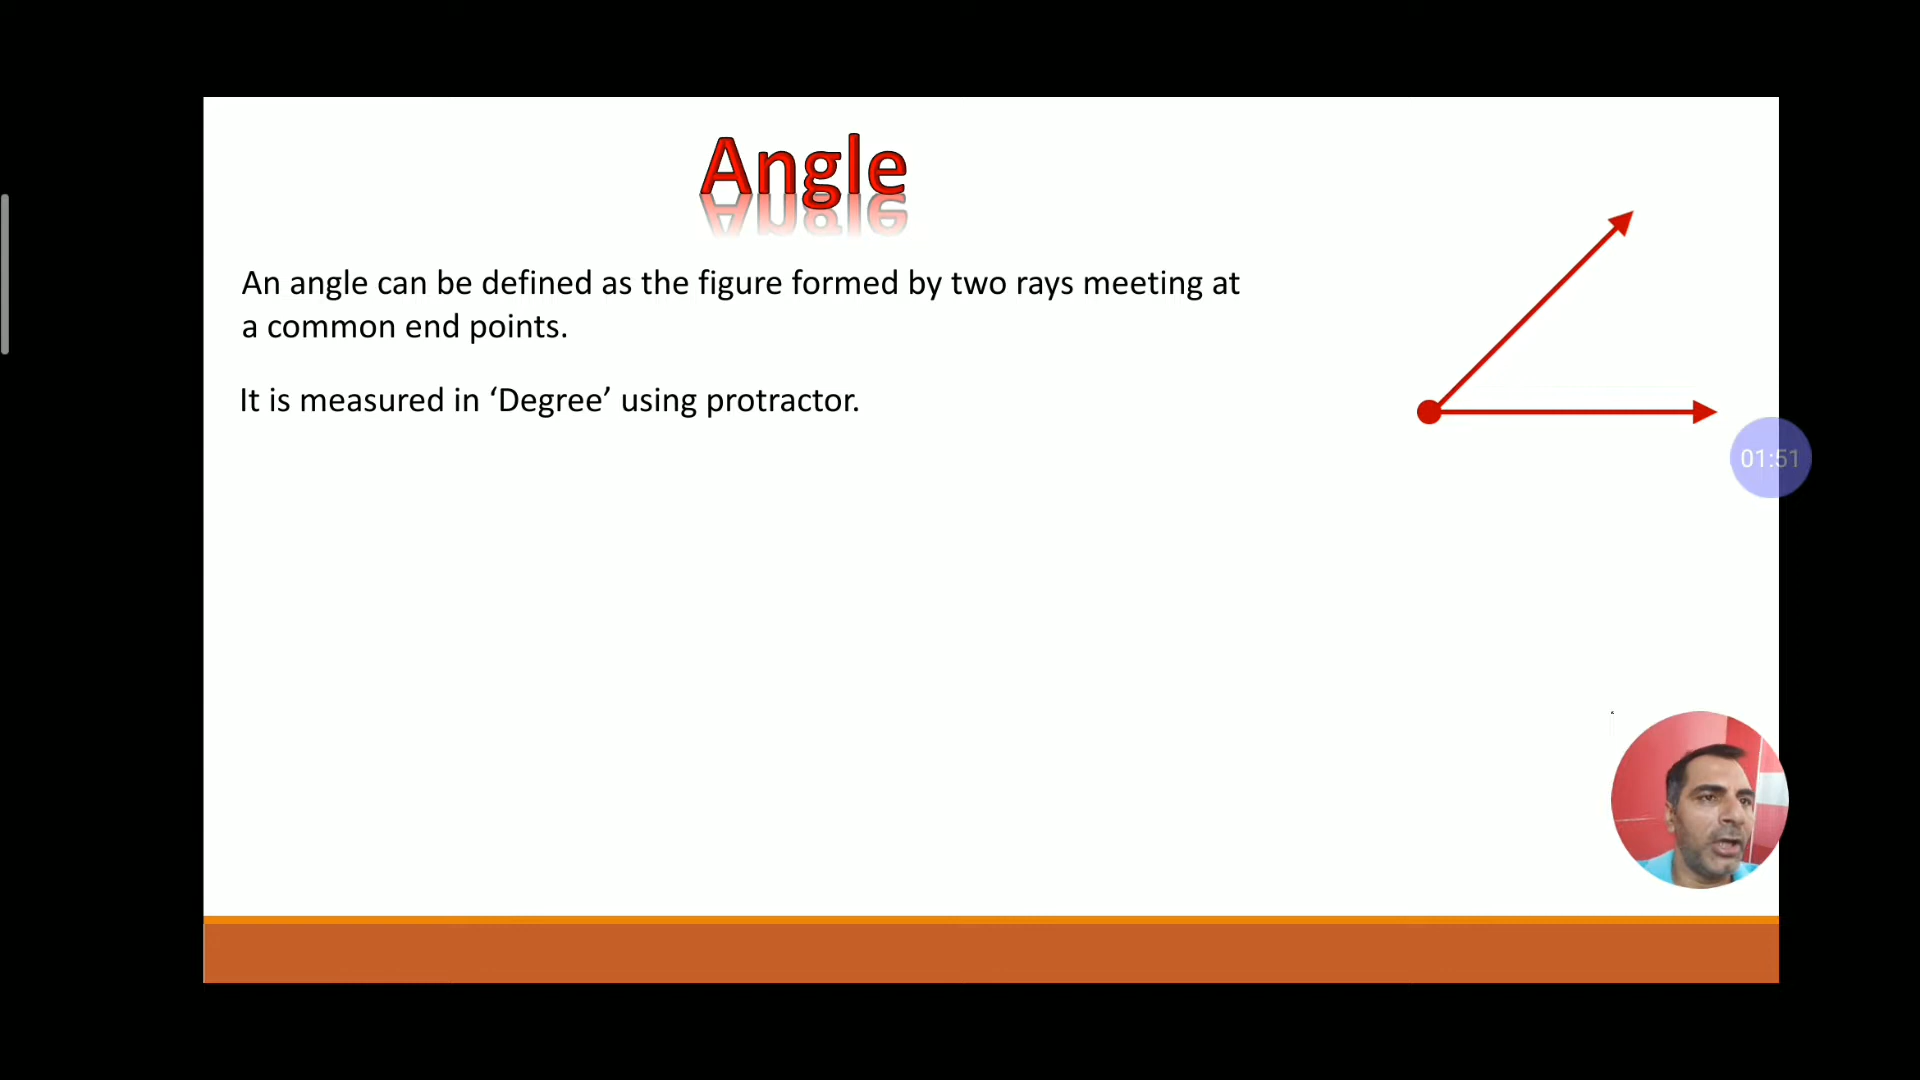 Angle
An angle can be defined as the figure formed by two rays meeting at
a common end points.
It is measured in ‘Degree’ using protractor.
01:51